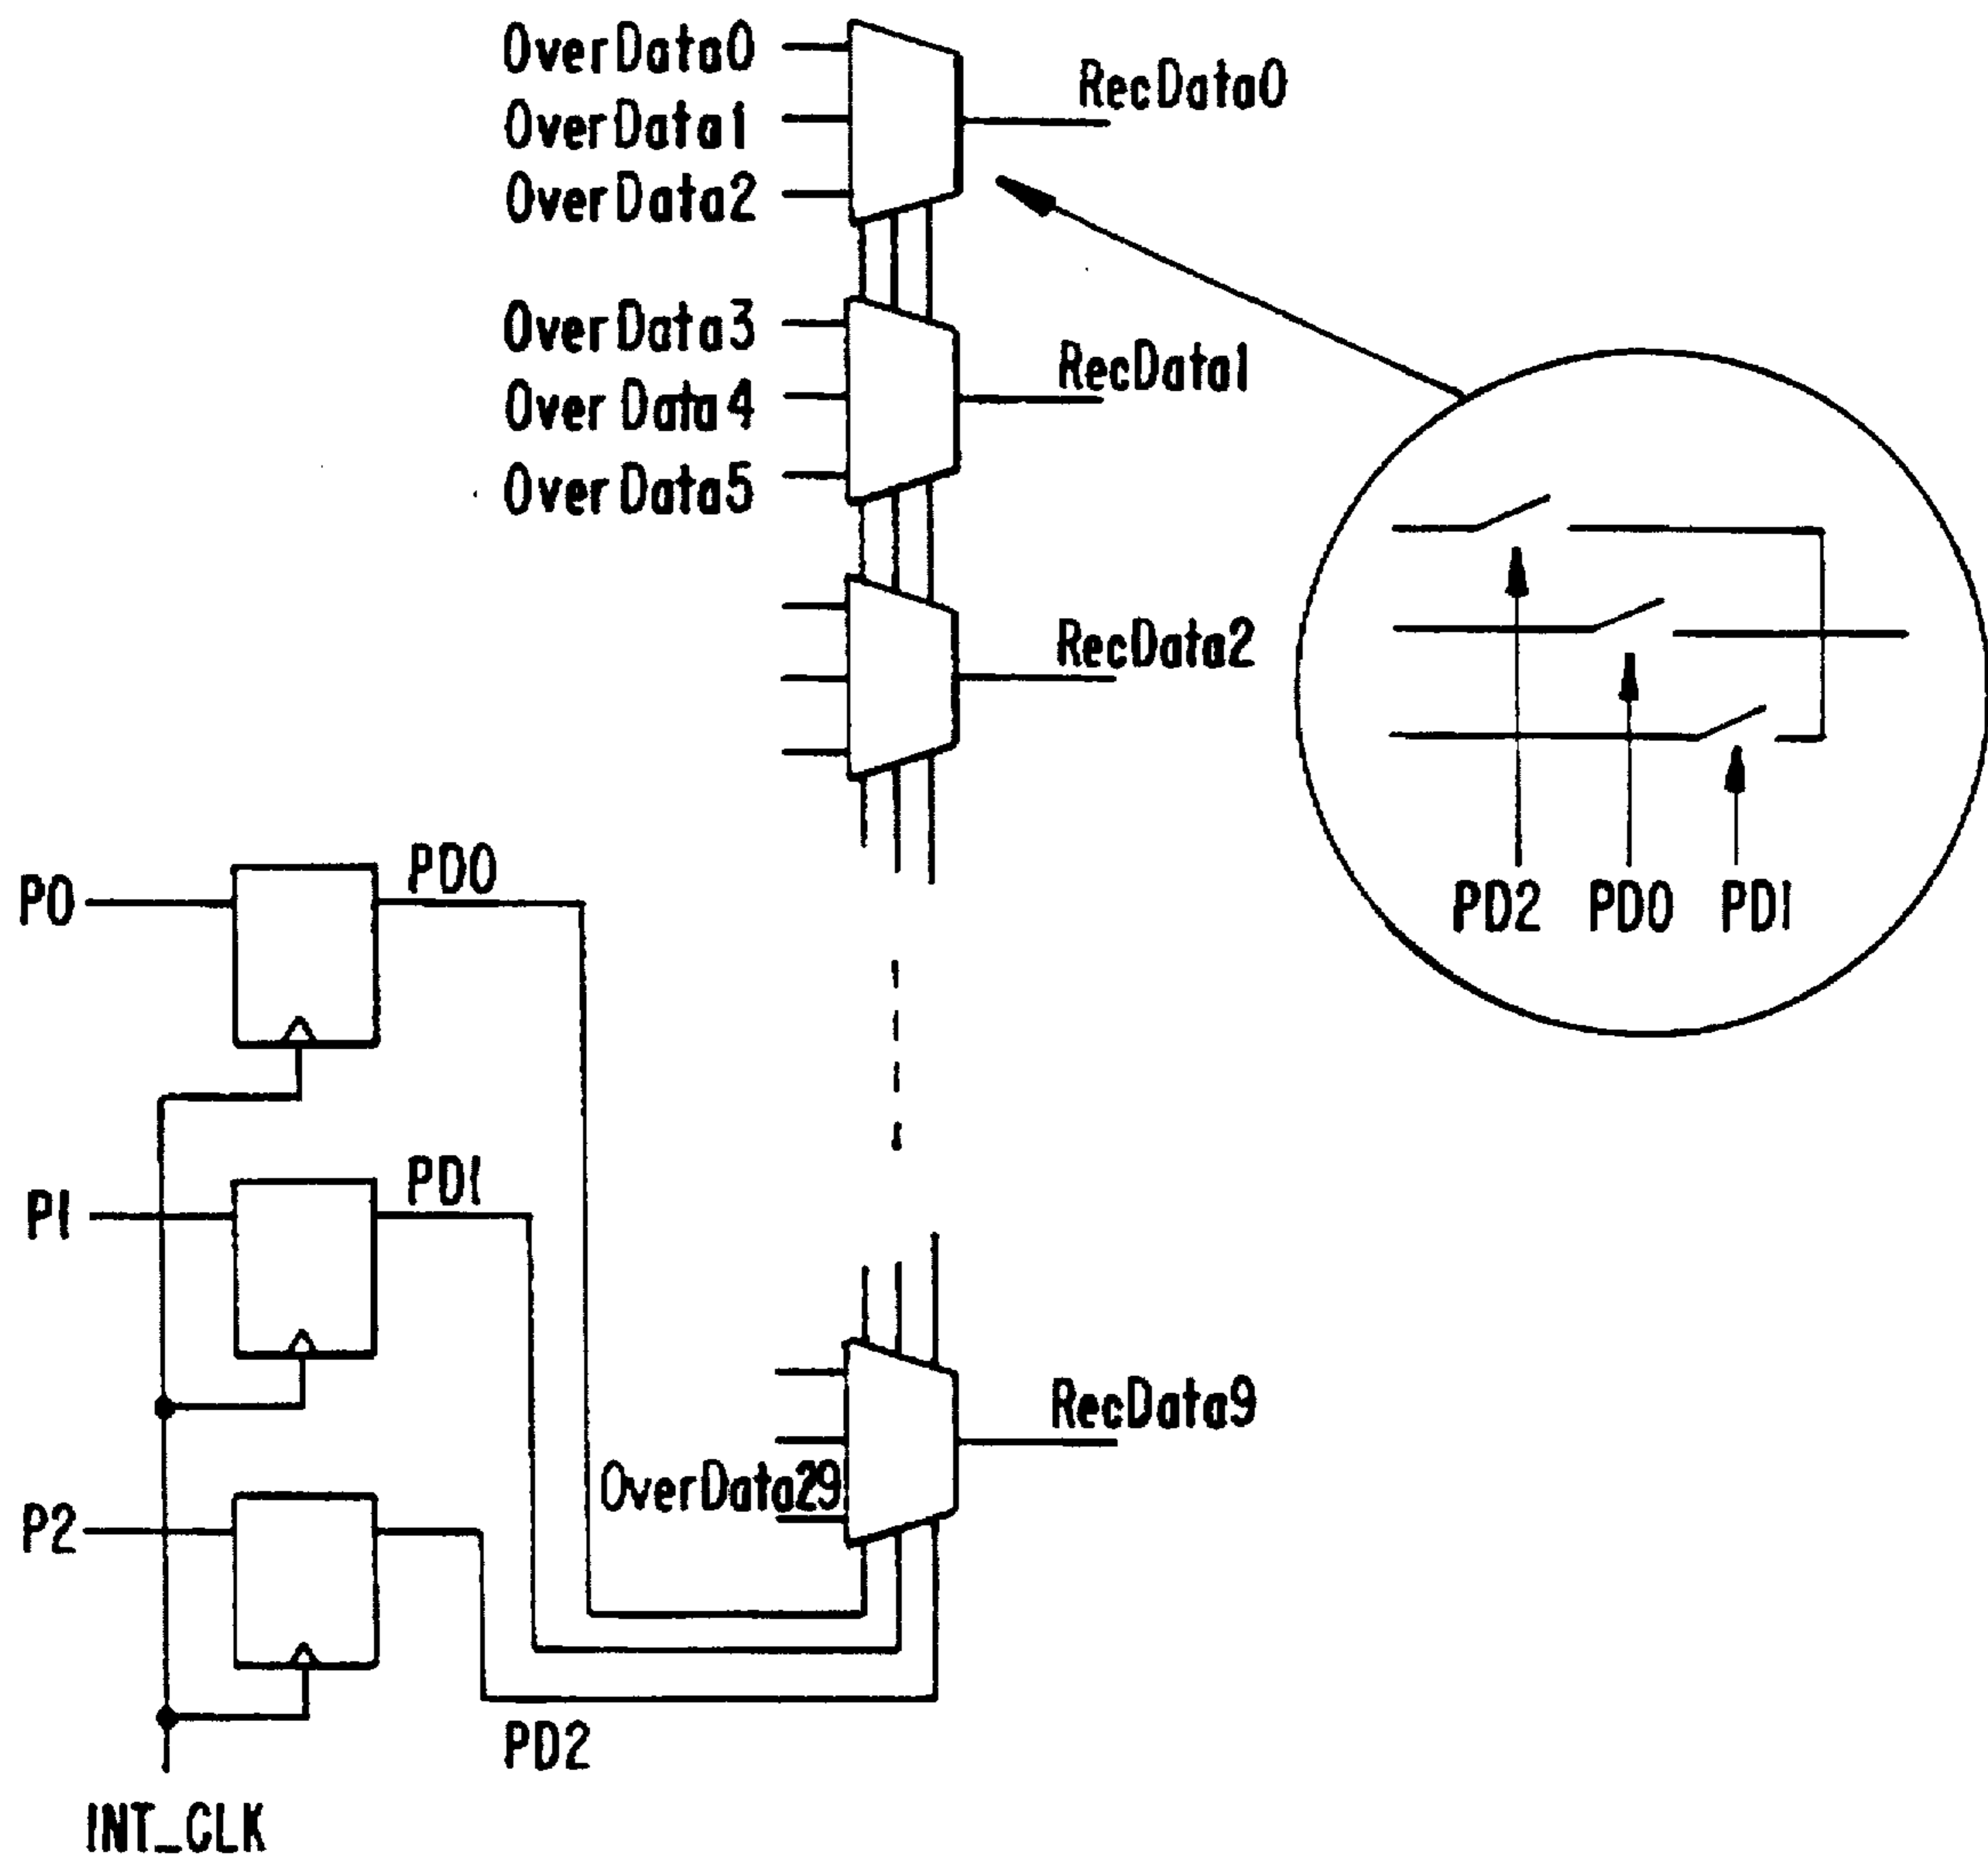 OverData0
RecData0
OverData1
OverData2
OverData3
RecData1
OverData4
OverData5
RecData2
PD2 PD0 PD1
P0
PD0
P1
PD1
RecData9
OverData29
P2
PD2
INT_CLK